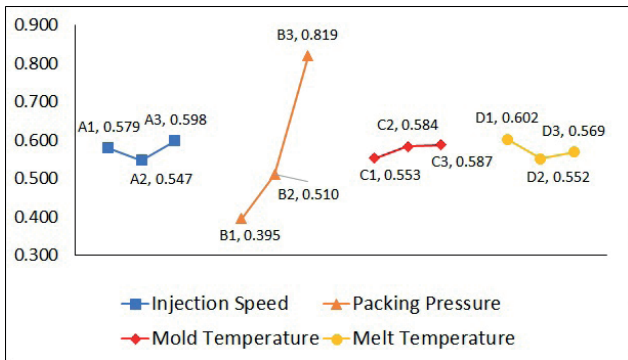 0.900
0.800
0.700
0.600
0.500
0.400
0.300
A1, 0.579
A2, 0.547
A3, 0.598
B1, 0.395
B2, 0.510
B3, 0.819
C1, 0.553
C2, 0.584
C3, 0.587
D1, 0.602
D2, 0.552
D3, 0.569
Injection Speed
Packing Pressure
Mold Temperature
Melt Temperature